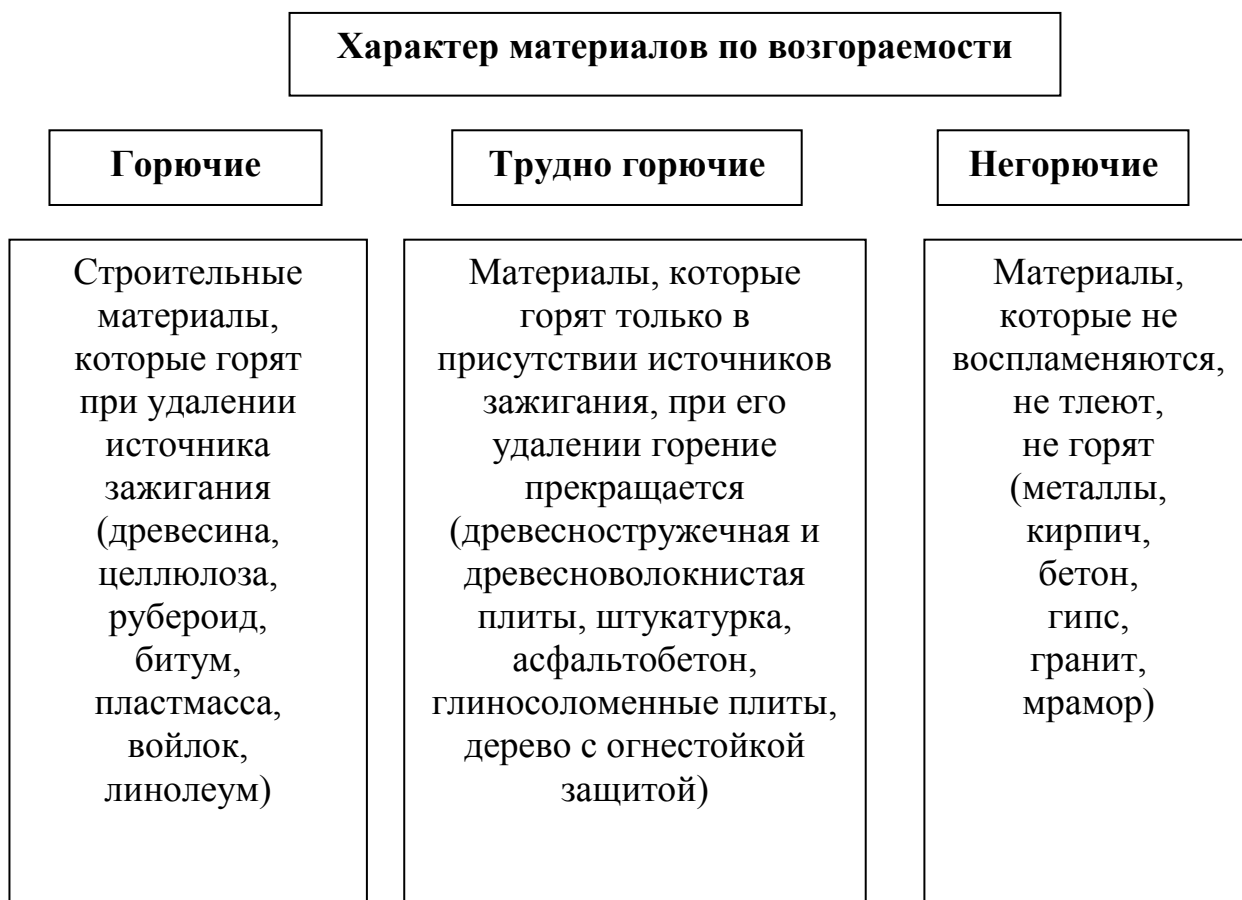 Характер материалов по возгораемости
Горючие
Трудно горючие
Негорючие
Строительные
материалы,
которые горят
при удалении
источника
зажигания
(древесина,
целлюлоза,
рубероид,
битум,
пластмасса,
войлок,
линолеум)
Материалы, которые
горят только в
присутствии источников
зажигания, при его
удалении горение
прекращается
(древесностружечная и
древесноволокнистая
плиты, штукатурка,
асфальтобетон,
глиносоломенные плиты,
дерево с огнестойкой
защитой)
Материалы,
которые не
воспламеняются,
не тлеют,
не горят
(металлы,
кирпич,
бетон,
гипс,
гранит,
мрамор)